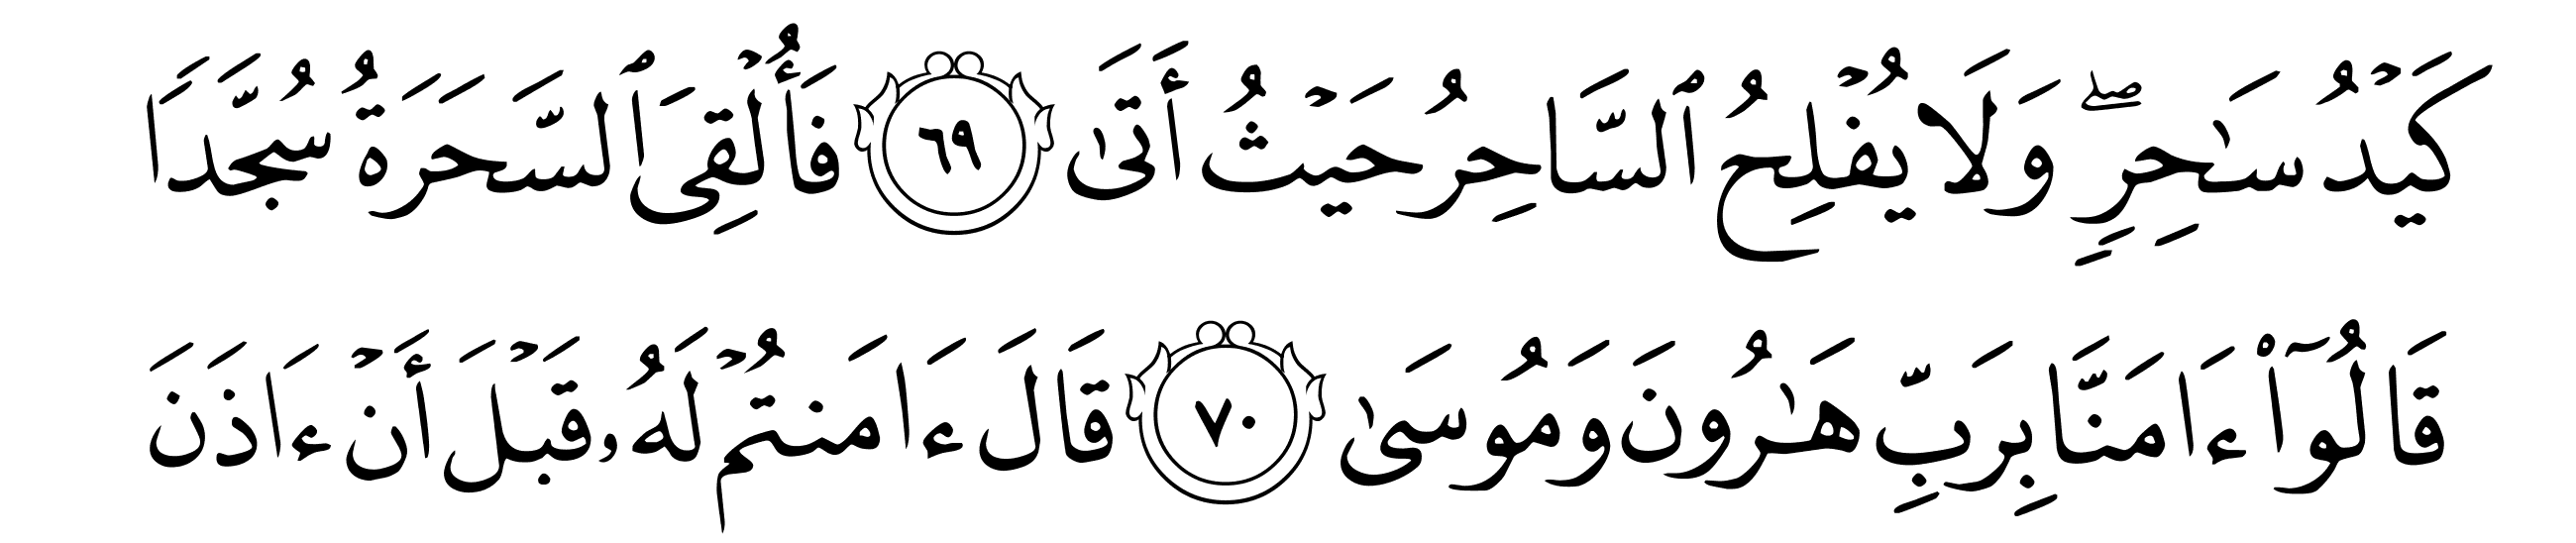 كَيۡدُ سَٰحِرٖۖ وَلَا يُفۡلِحُ ٱلسَّاحِرُ حَيۡثُ أَتَىٰ ٦٩ فَأُلۡقِيَ ٱلسَّحَرَةُ سُجَّدٗا
قَالُوٓاْ ءَامَنَّا بِرَبِّ هَٰرُونَ وَمُوسَىٰ ٧٠ قَالَ ءَامَنتُمۡ لَهُۥ قَبۡلَ أَنۡ ءَاذَنَ